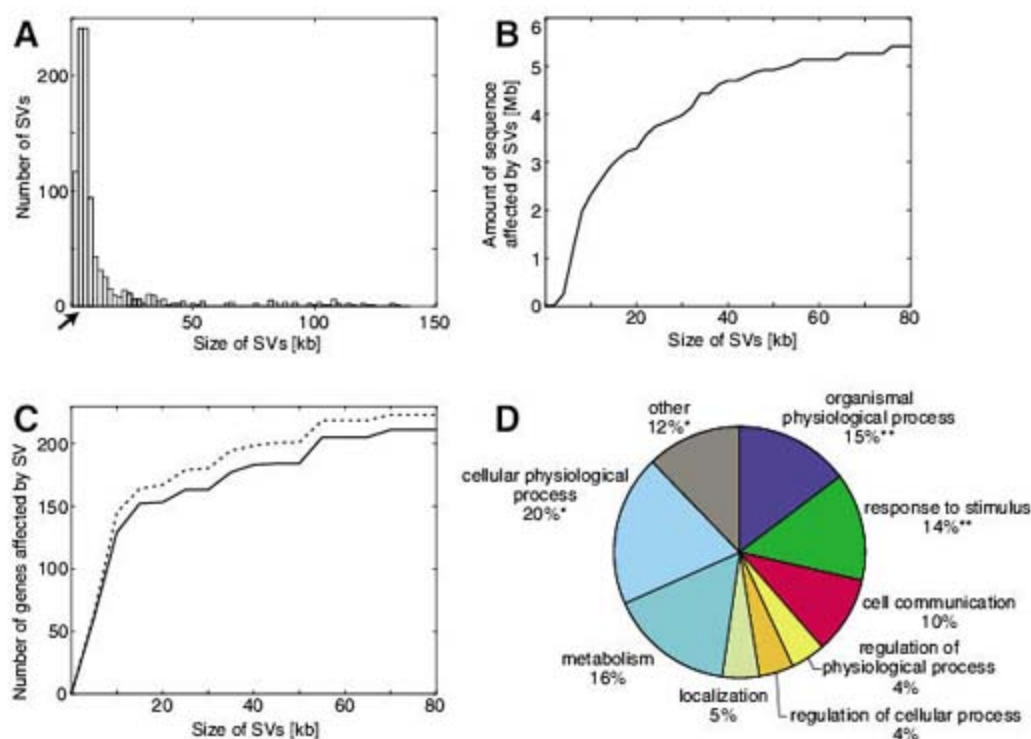 A
Number of SVs
200
100
0
50
100
150
Size of SVs [kb]
B
Amount of sequence
affected by SVs [Mb]
6
5
4
3
2
1
0
20
40
60
80
Size of SVs [kb]
C
Number of genes affected by SV
200
150
100
50
0
20
40
60
80
Size of SVs [kb]
D
other
12%*
organismal
physiological process
15%**
cellular physiological
process
20%*
response to stimulus
14%**
cell communication
10%
metabolism
16%
regulation of
physiological process
4%
localization
5%
regulation of cellular process
4%